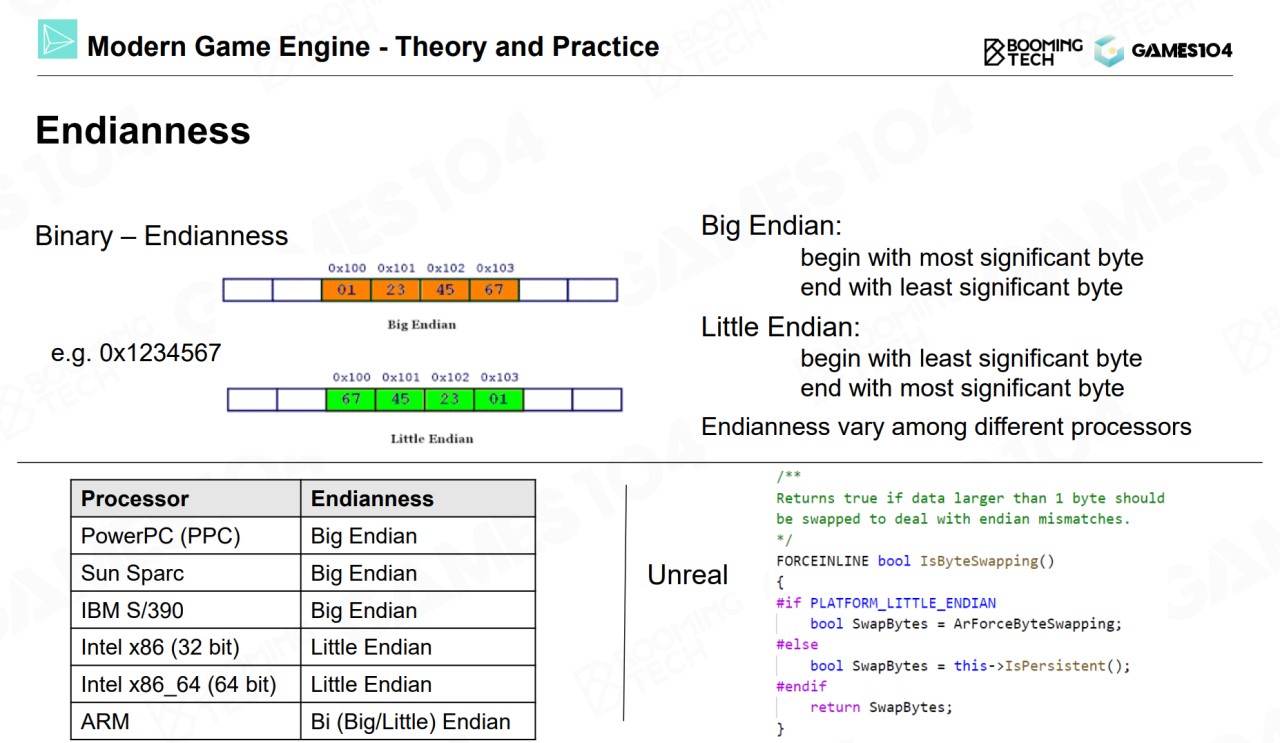 Modern Game Engine - Theory and Practice
BOOMING
TECH
GAMES104
Endianness
Binary – Endianness
0x100 0x101 0x102 0x103
01 23 45 67
Big Endian
e.g. 0x1234567
0x100 0x101 0x102 0x103
67 45 23 01
Little Endian
Big Endian:
begin with most significant byte
end with least significant byte
Little Endian:
begin with least significant byte
end with most significant byte
Endianness vary among different processors
Processor Endianness
PowerPC (PPC) Big Endian
Sun Sparc Big Endian
IBM S/390 Big Endian
Intel x86 (32 bit) Little Endian
Intel x86_64 (64 bit) Little Endian
ARM Bi (Big/Little) Endian
Unreal
/**
Returns true if data larger than 1 byte should
be swapped to deal with endian mismatches.
*/
FORCEINLINE bool IsByteSwapping()
{
#if PLATFORM_LITTLE_ENDIAN
bool SwapBytes = ArForceByteSwapping;
#else
bool SwapBytes = this->IsPersistent();
#endif
return SwapBytes;
}